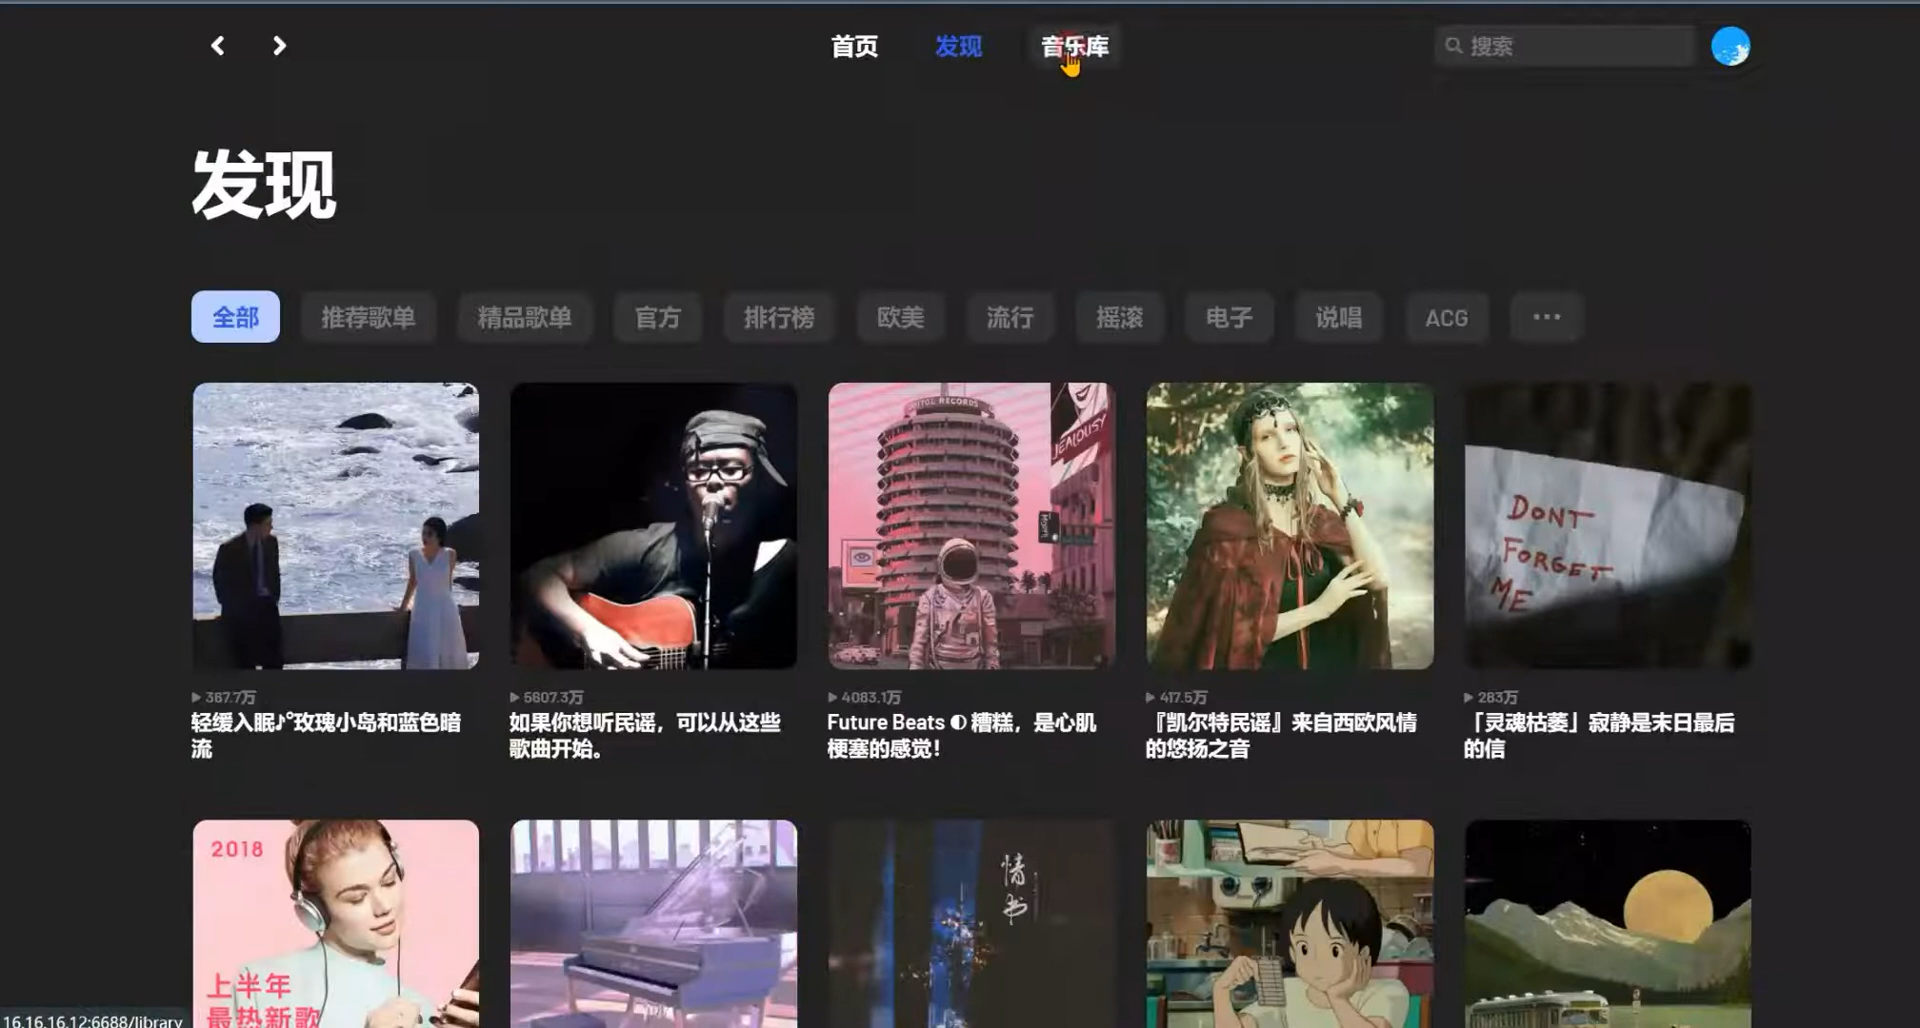 首页
发现
音乐库
搜索
发现
全部
推荐歌单
精品歌单
官方
排行榜
欧美
流行
摇滚
电子
说唱
ACG
CAPITOL RECORDS
JEALOUSY
DONT
FORGET
ME
367.7万
轻缓入眠♪°玫瑰小岛和蓝色暗
流
5607.3万
如果你想听民谣，可以从这些
歌曲开始。
4083.1万
Future Beats ◐ 糟糕，是心肌
梗塞的感觉！
417.5万
『凯尔特民谣』来自西欧风情
的悠扬之音
283万
「灵魂枯萎」寂静是末日最后
的信
2018
上半年
最热新歌
情书
16.16.16.12:6688/library